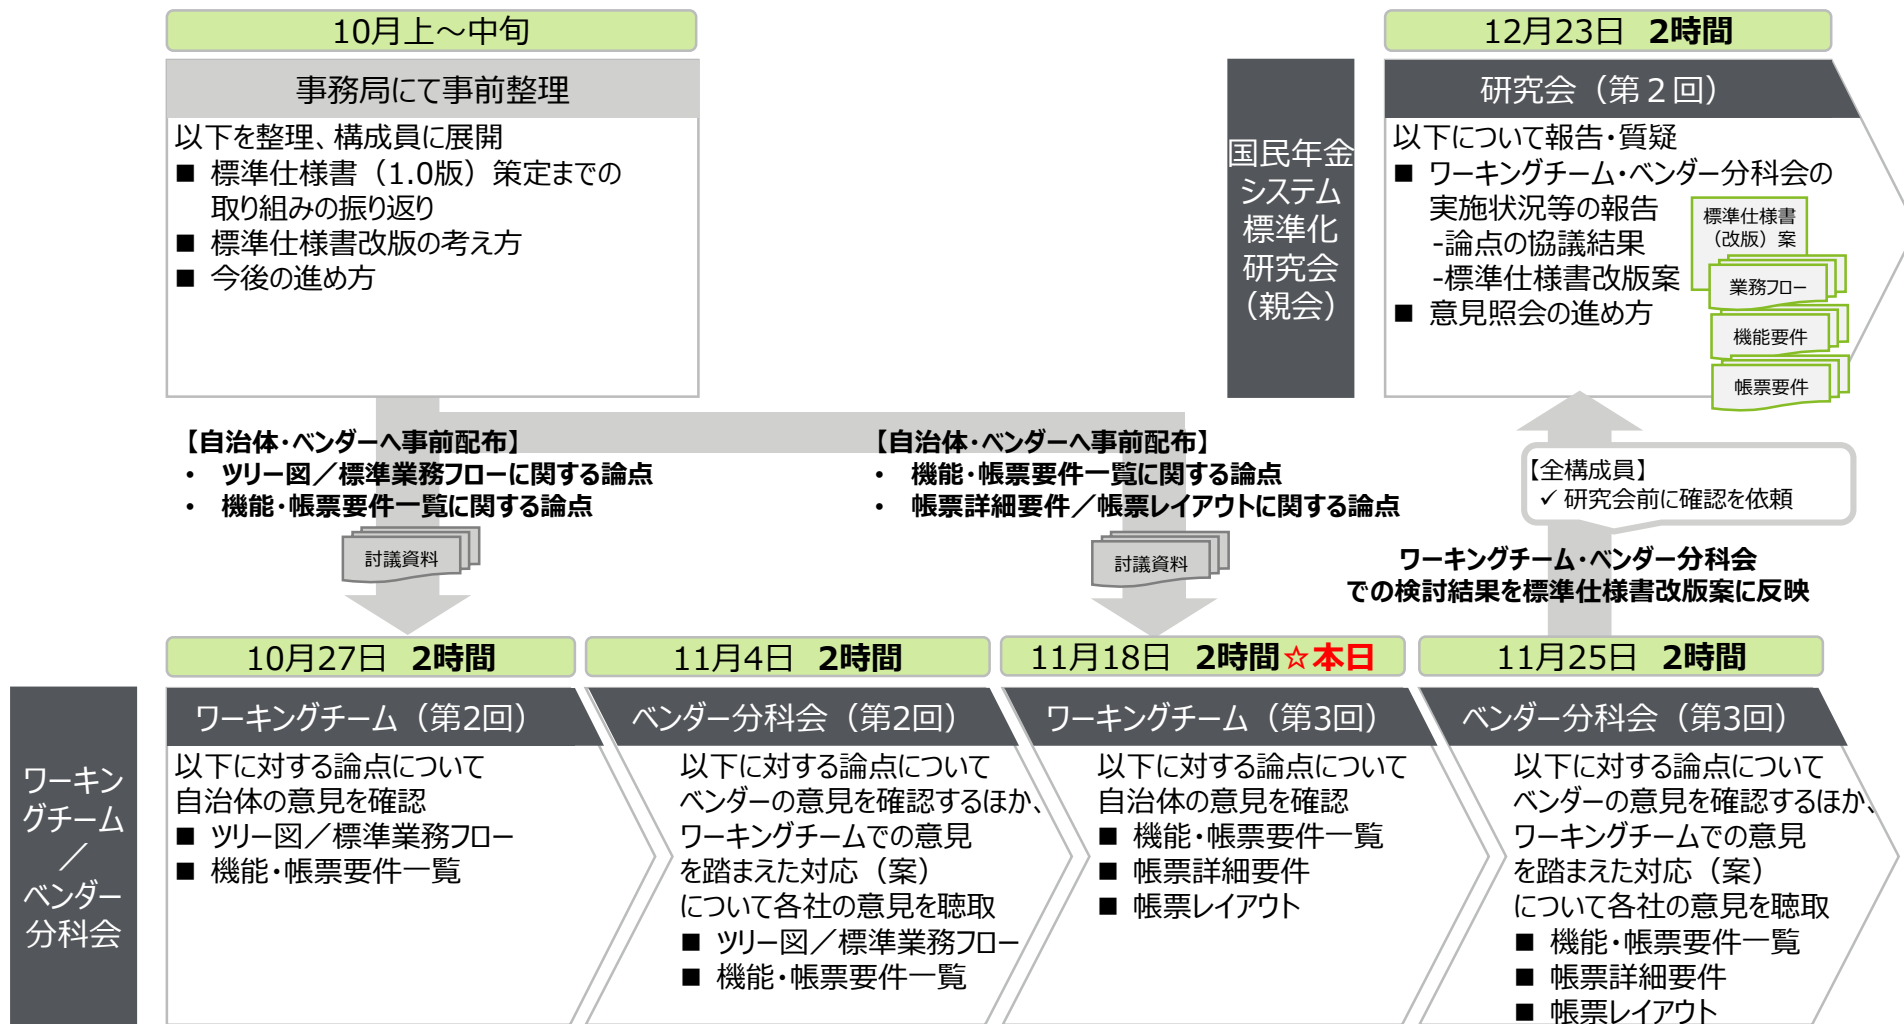 10月上～中旬
事務局にて事前整理
以下を整理、構成員に展開
■ 標準仕様書（1.0版）策定までの
取り組みの振り返り
■ 標準仕様書改版の考え方
■ 今後の進め方
国民年金
システム
標準化
研究会
（親会）
12月23日 2時間
研究会（第２回）
以下について報告・質疑
■ ワーキングチーム・ベンダー分科会の
実施状況等の報告
-論点の協議結果
-標準仕様書改版案
■ 意見照会の進め方
標準仕様書
（改版）案
業務フロー
機能要件
帳票要件
【自治体・ベンダーへ事前配布】
• ツリー図／標準業務フローに関する論点
• 機能・帳票要件一覧に関する論点
討議資料
【自治体・ベンダーへ事前配布】
• 機能・帳票要件一覧に関する論点
• 帳票詳細要件／帳票レイアウトに関する論点
討議資料
【全構成員】
✓ 研究会前に確認を依頼
ワーキングチーム・ベンダー分科会
での検討結果を標準仕様書改版案に反映
ワーキン
グチーム
／
ベンダー
分科会
10月27日 2時間
ワーキングチーム（第2回）
以下に対する論点について
自治体の意見を確認
■ ツリー図／標準業務フロー
■ 機能・帳票要件一覧
11月4日 2時間
ベンダー分科会（第2回）
以下に対する論点について
ベンダーの意見を確認するほか、
ワーキングチームでの意見
を踏まえた対応（案）
について各社の意見を聴取
■ ツリー図／標準業務フロー
■ 機能・帳票要件一覧
11月18日 2時間☆本日
ワーキングチーム（第3回）
以下に対する論点について
自治体の意見を確認
■ 機能・帳票要件一覧
■ 帳票詳細要件
■ 帳票レイアウト
11月25日 2時間
ベンダー分科会（第3回）
以下に対する論点について
ベンダーの意見を確認するほか、
ワーキングチームでの意見
を踏まえた対応（案）
について各社の意見を聴取
■ 機能・帳票要件一覧
■ 帳票詳細要件
■ 帳票レイアウト